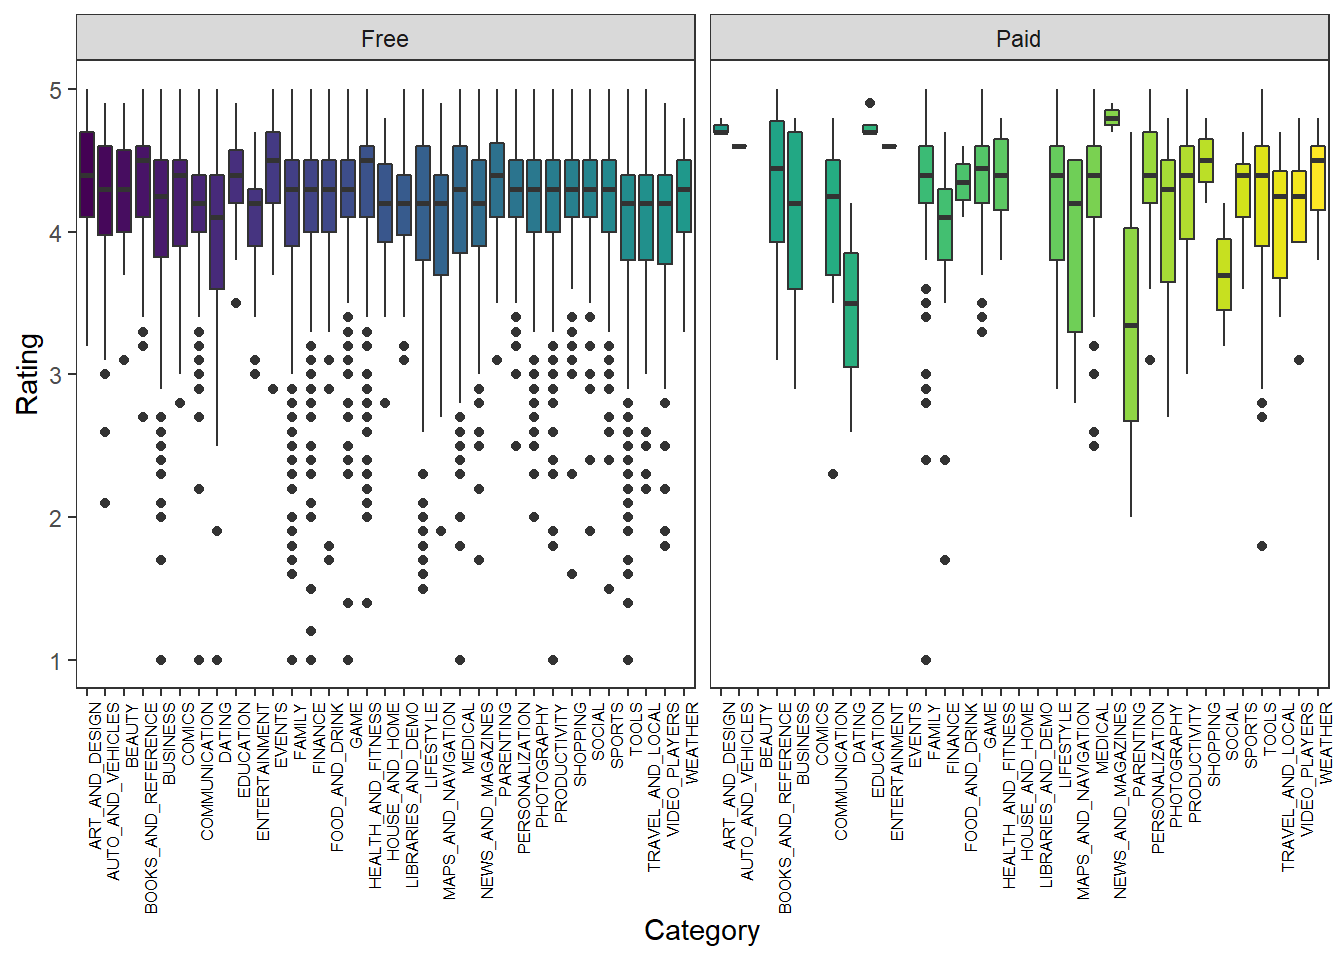 Free
Paid
5
4
3
2
1
Rating
ART_AND_DESIGN
AUTO_AND_VEHICLES
BEAUTY
BOOKS_AND_REFERENCE
BUSINESS
COMICS
COMMUNICATION
DATING
EDUCATION
ENTERTAINMENT
EVENTS
FAMILY
FINANCE
FOOD_AND_DRINK
GAME
HEALTH_AND_FITNESS
HOUSE_AND_HOME
LIBRARIES_AND_DEMO
LIFESTYLE
MAPS_AND_NAVIGATION
MEDICAL
NEWS_AND_MAGAZINES
PARENTING
PERSONALIZATION
PHOTOGRAPHY
PRODUCTIVITY
SHOPPING
SOCIAL
SPORTS
TOOLS
TRAVEL_AND_LOCAL
VIDEO_PLAYERS
WEATHER
ART_AND_DESIGN
AUTO_AND_VEHICLES
BEAUTY
BOOKS_AND_REFERENCE
BUSINESS
COMICS
COMMUNICATION
DATING
EDUCATION
ENTERTAINMENT
EVENTS
FAMILY
FINANCE
FOOD_AND_DRINK
GAME
HEALTH_AND_FITNESS
HOUSE_AND_HOME
LIBRARIES_AND_DEMO
LIFESTYLE
MAPS_AND_NAVIGATION
MEDICAL
NEWS_AND_MAGAZINES
PARENTING
PERSONALIZATION
PHOTOGRAPHY
PRODUCTIVITY
SHOPPING
SOCIAL
SPORTS
TOOLS
TRAVEL_AND_LOCAL
VIDEO_PLAYERS
WEATHER
Category